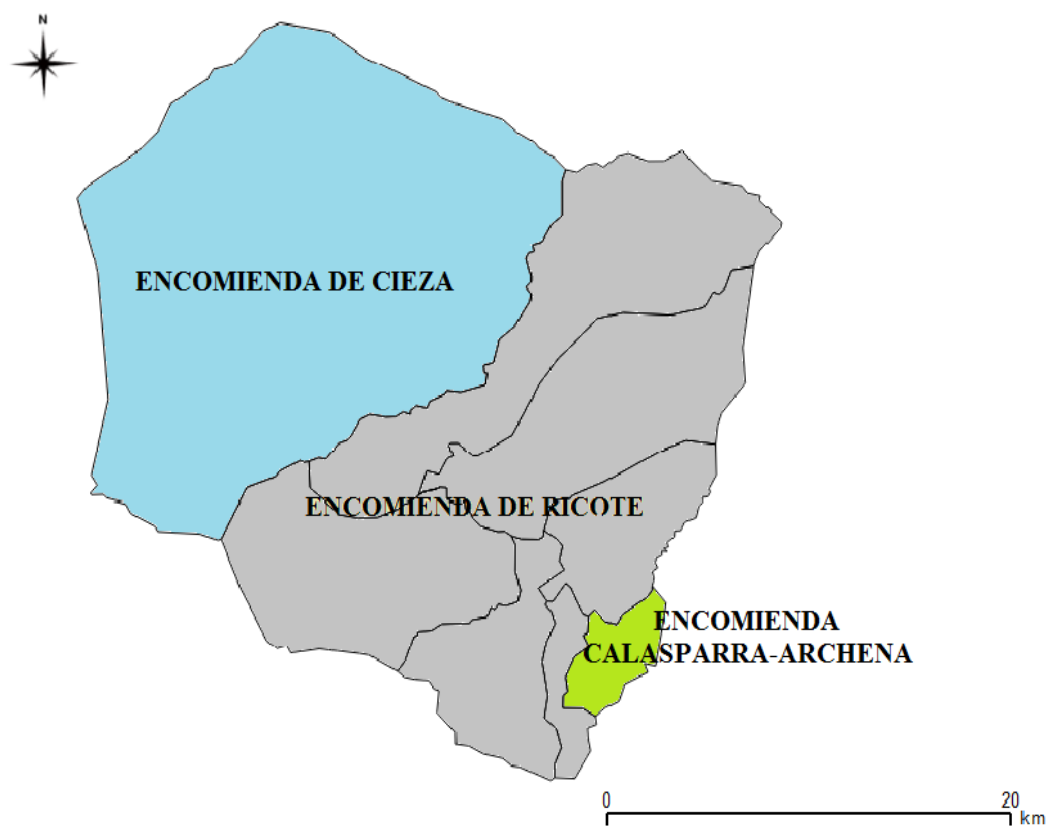 N
ENCOMIENDA DE CIEZA
ENCOMIENDA DE RICOTE
ENCOMIENDA
CALASPARRA-ARCHENA
0 20
km